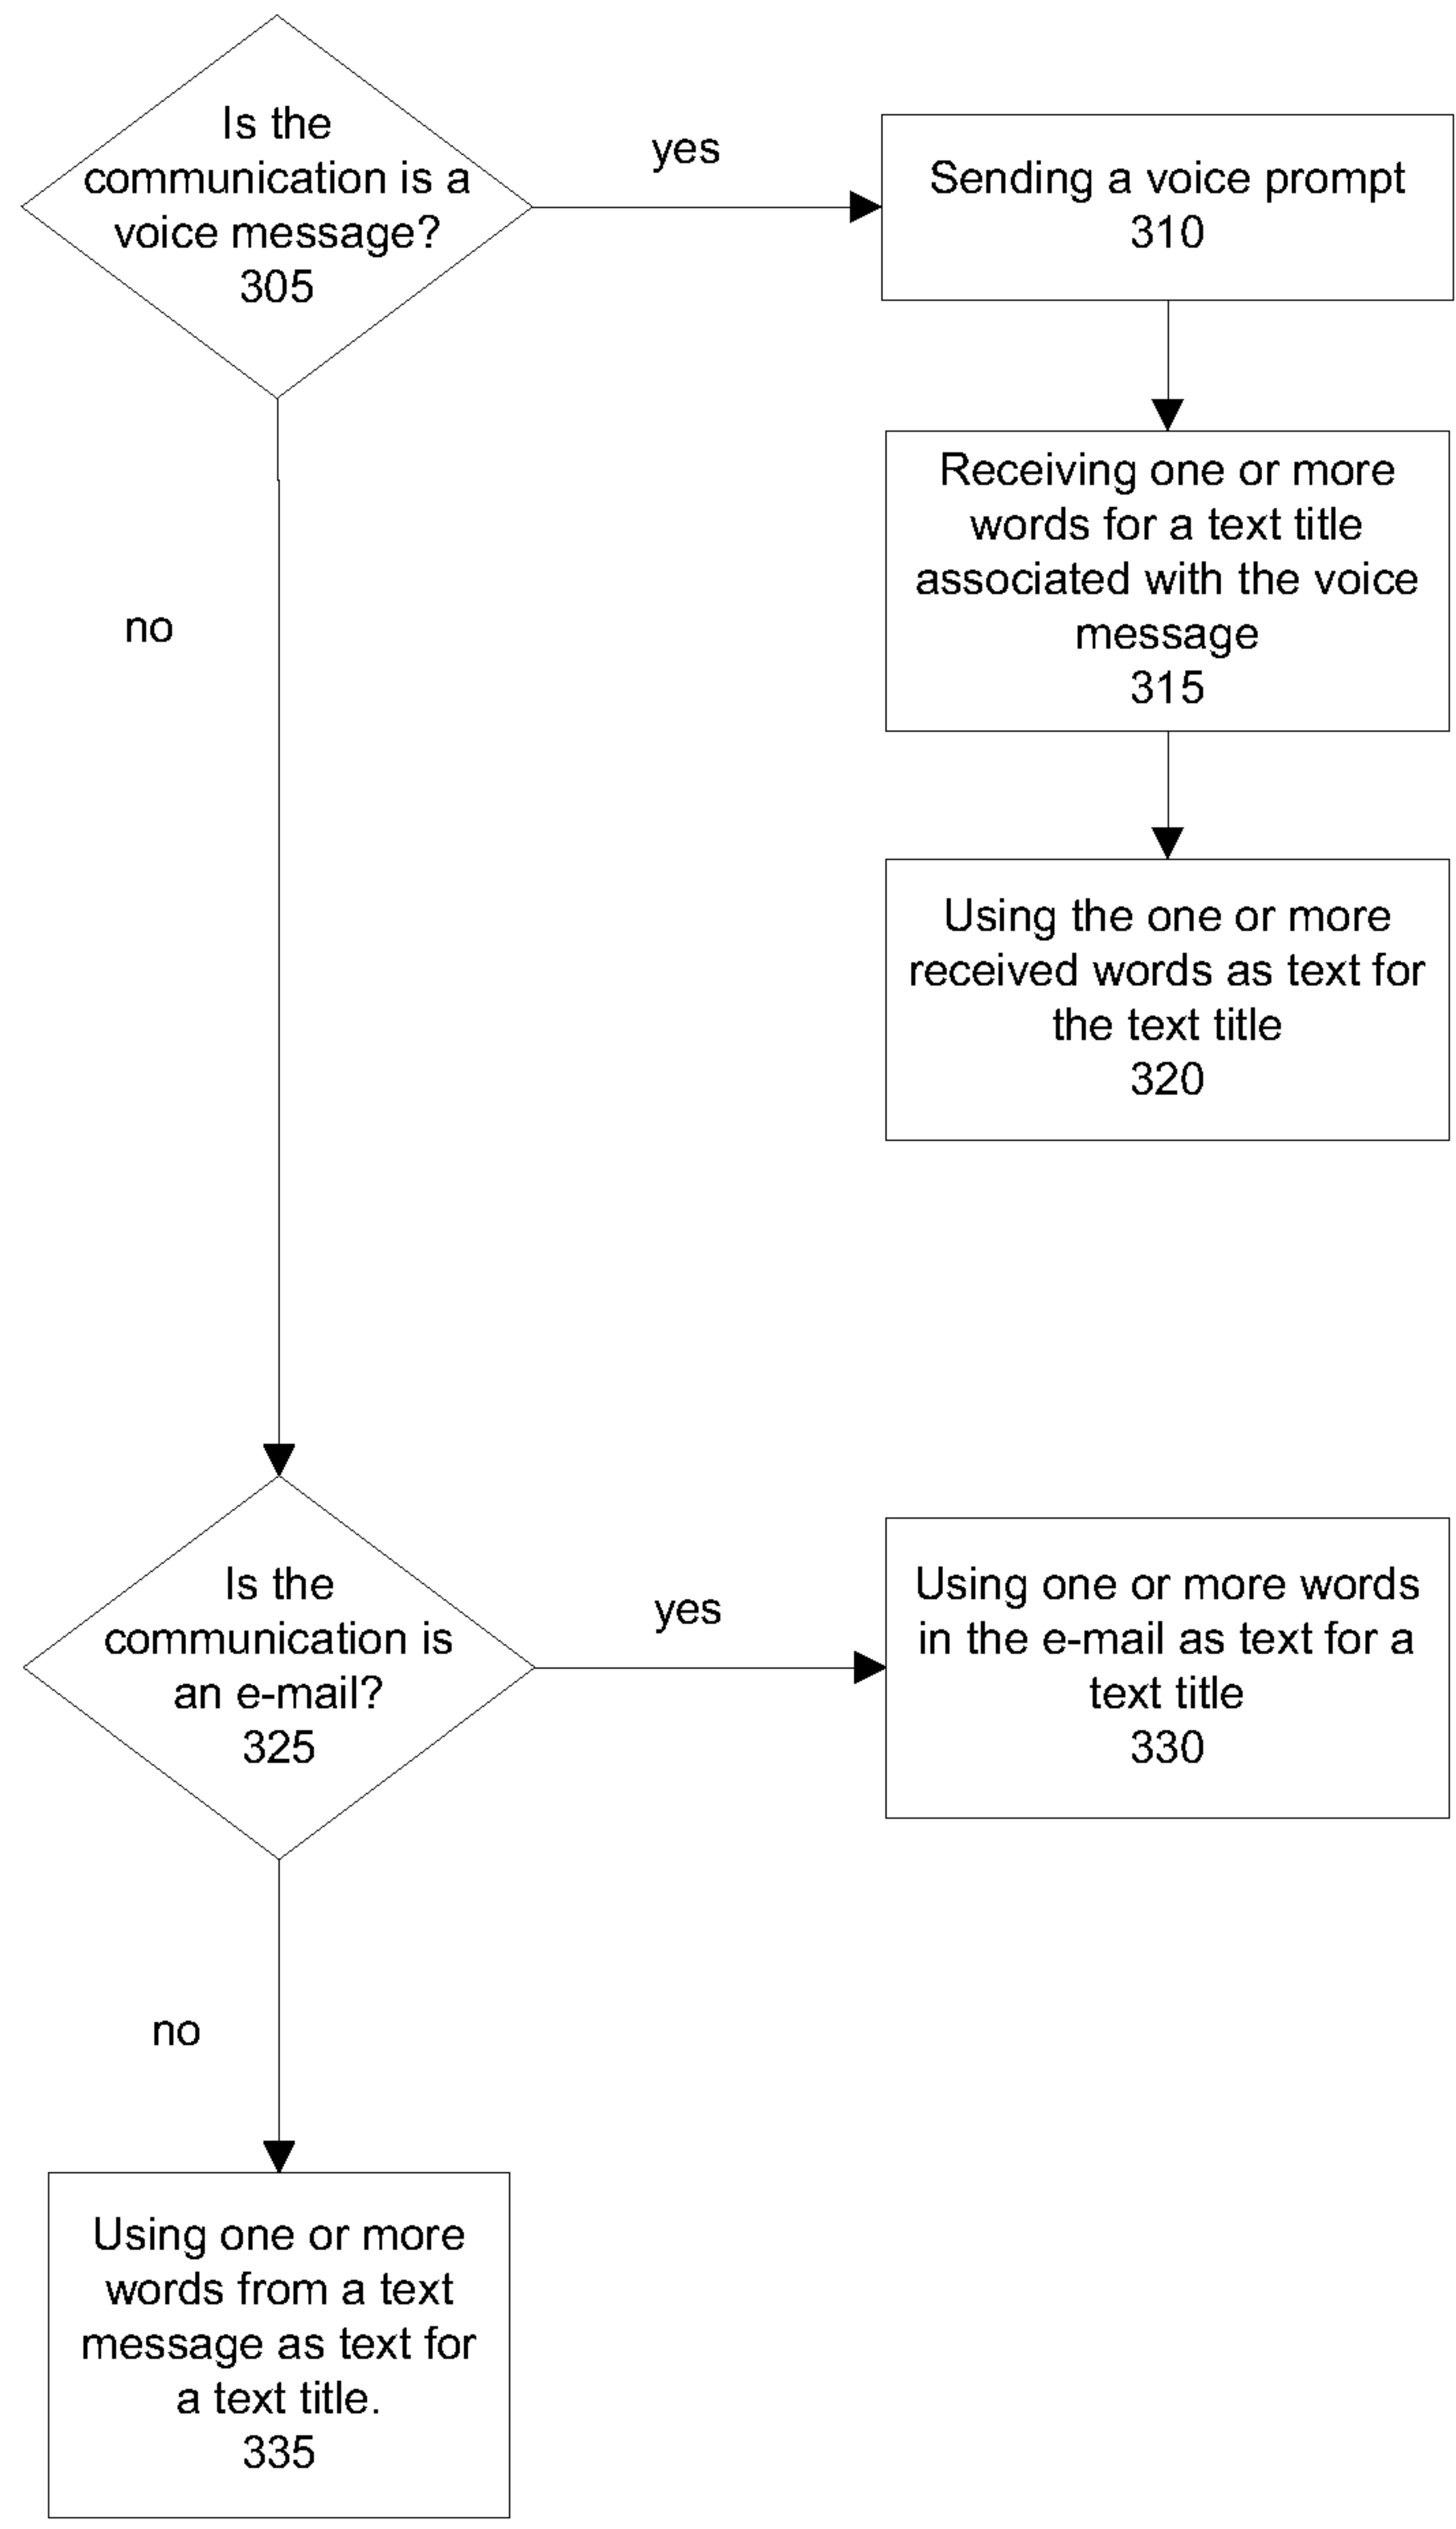 Is the
communication is a
voice message?
305
yes
Sending a voice prompt
310
Receiving one or more
words for a text title
associated with the voice
message
315
no
Using the one or more
received words as text for
the text title
320
Is the
communication is
an e-mail?
325
yes
Using one or more words
in the e-mail as text for a
text title
330
no
Using one or more
words from a text
message as text for
a text title.
335